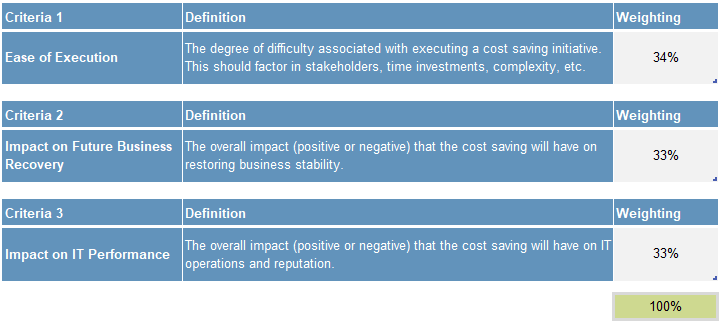 Criteria 1 Definition Weighting
Ease of Execution
The degree of difficulty associated with executing a cost saving initiative.
This should factor in stakeholders, time investments, complexity, etc.
34%
Criteria 2 Definition Weighting
Impact on Future Business
Recovery
The overall impact (positive or negative) that the cost saving will have on
restoring business stability.
33%
Criteria 3 Definition Weighting
Impact on IT Performance
The overall impact (positive or negative) that the cost saving will have on IT
operations and reputation.
33%
100%